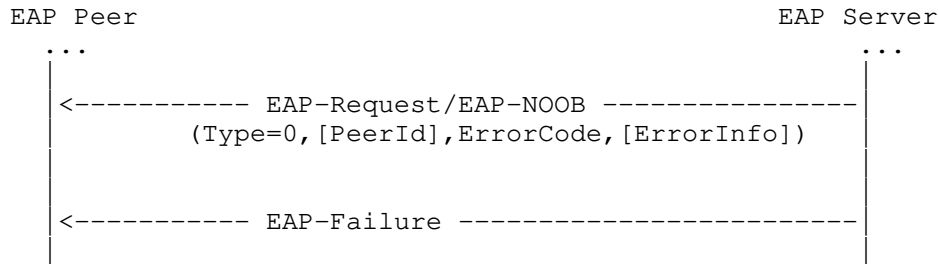 EAP Peer EAP Server
... ...
| |
|<----------- EAP-Request/EAP-NOOB ----------------|
| (Type=0,[PeerId],ErrorCode,[ErrorInfo]) |
| |
| |
|<----------- EAP-Failure -------------------------|
| |